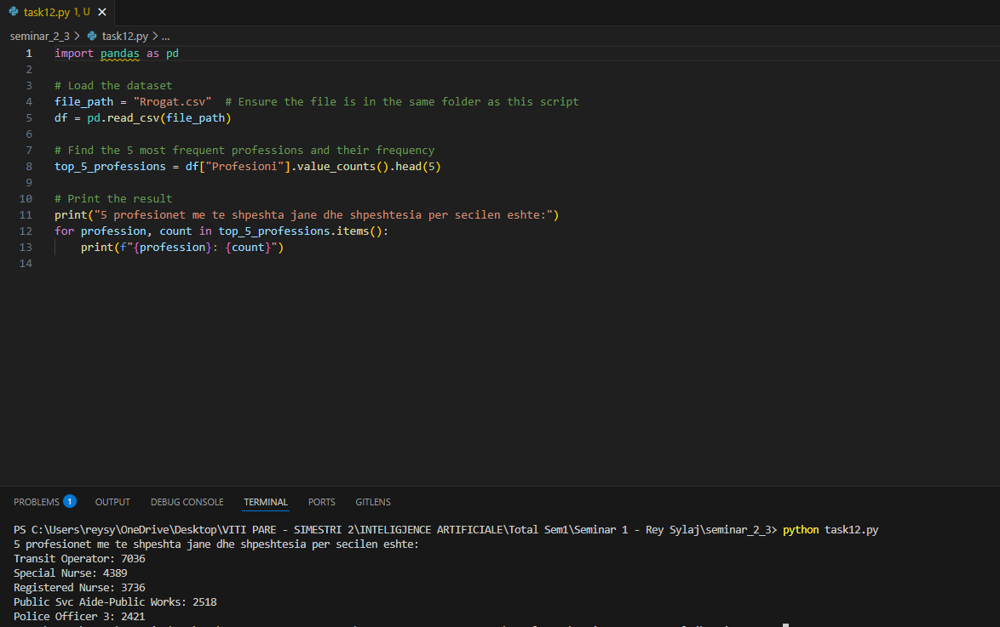 task12.py 1, U
seminar_2_3 > task12.py > ...
1 import pandas as pd
2
3 # Load the dataset
4 file_path = "Rrogat.csv"  # Ensure the file is in the same folder as this script
5 df = pd.read_csv(file_path)
6
7 # Find the 5 most frequent professions and their frequency
8 top_5_professions = df["Profesioni"].value_counts().head(5)
9
10 # Print the result
11 print("5 profesionet me te shpeshta jane dhe shpeshtesia per secilen eshte:")
12 for profession, count in top_5_professions.items():
13     print(f"{profession}: {count}")
14
PROBLEMS 1 OUTPUT DEBUG CONSOLE TERMINAL PORTS GITLENS
PS C:\Users\reysy\OneDrive\Desktop\VITI PARE - SIMESTRI 2\INTELIGJENCE ARTIFICIALE\Total Sem1\Seminar 1 - Rey Sylaj\seminar_2_3> python task12.py
5 profesionet me te shpeshta jane dhe shpeshtesia per secilen eshte:
Transit Operator: 7036
Special Nurse: 4389
Registered Nurse: 3736
Public Svc Aide-Public Works: 2518
Police Officer 3: 2421